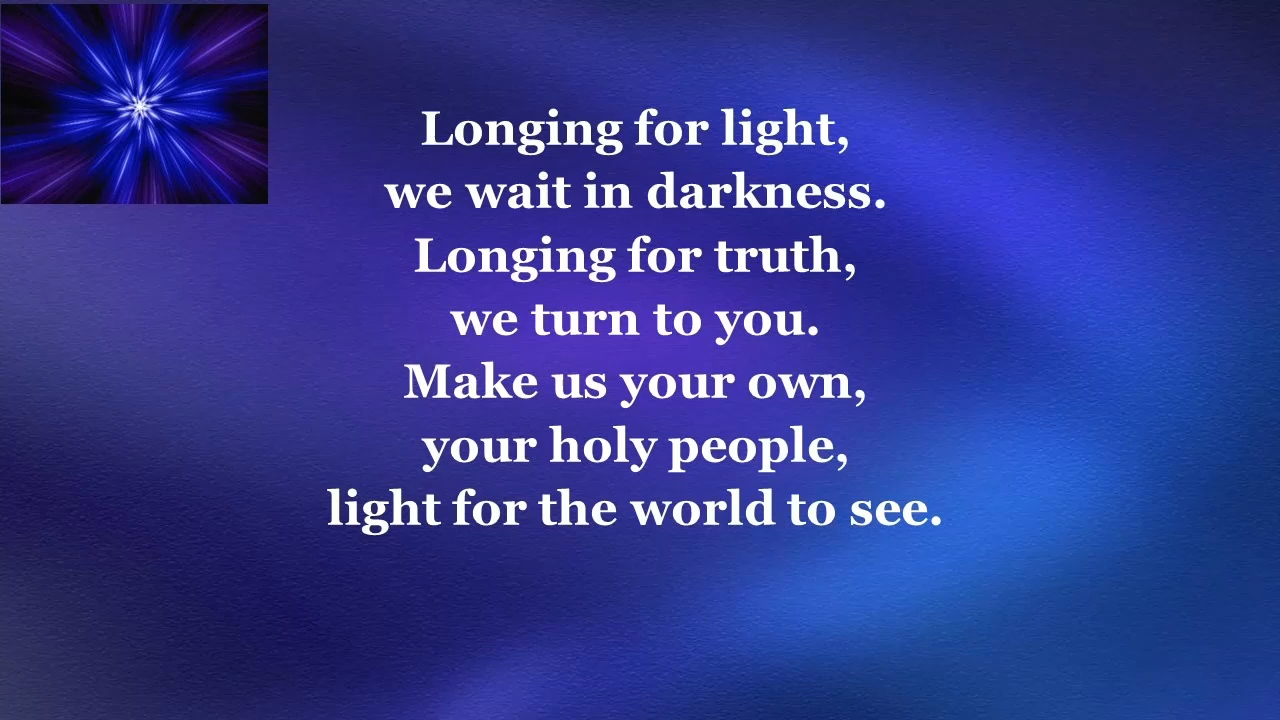 Longing for light,
we wait in darkness.
Longing for truth,
we turn to you.
Make us your own,
your holy people,
light for the world to see.